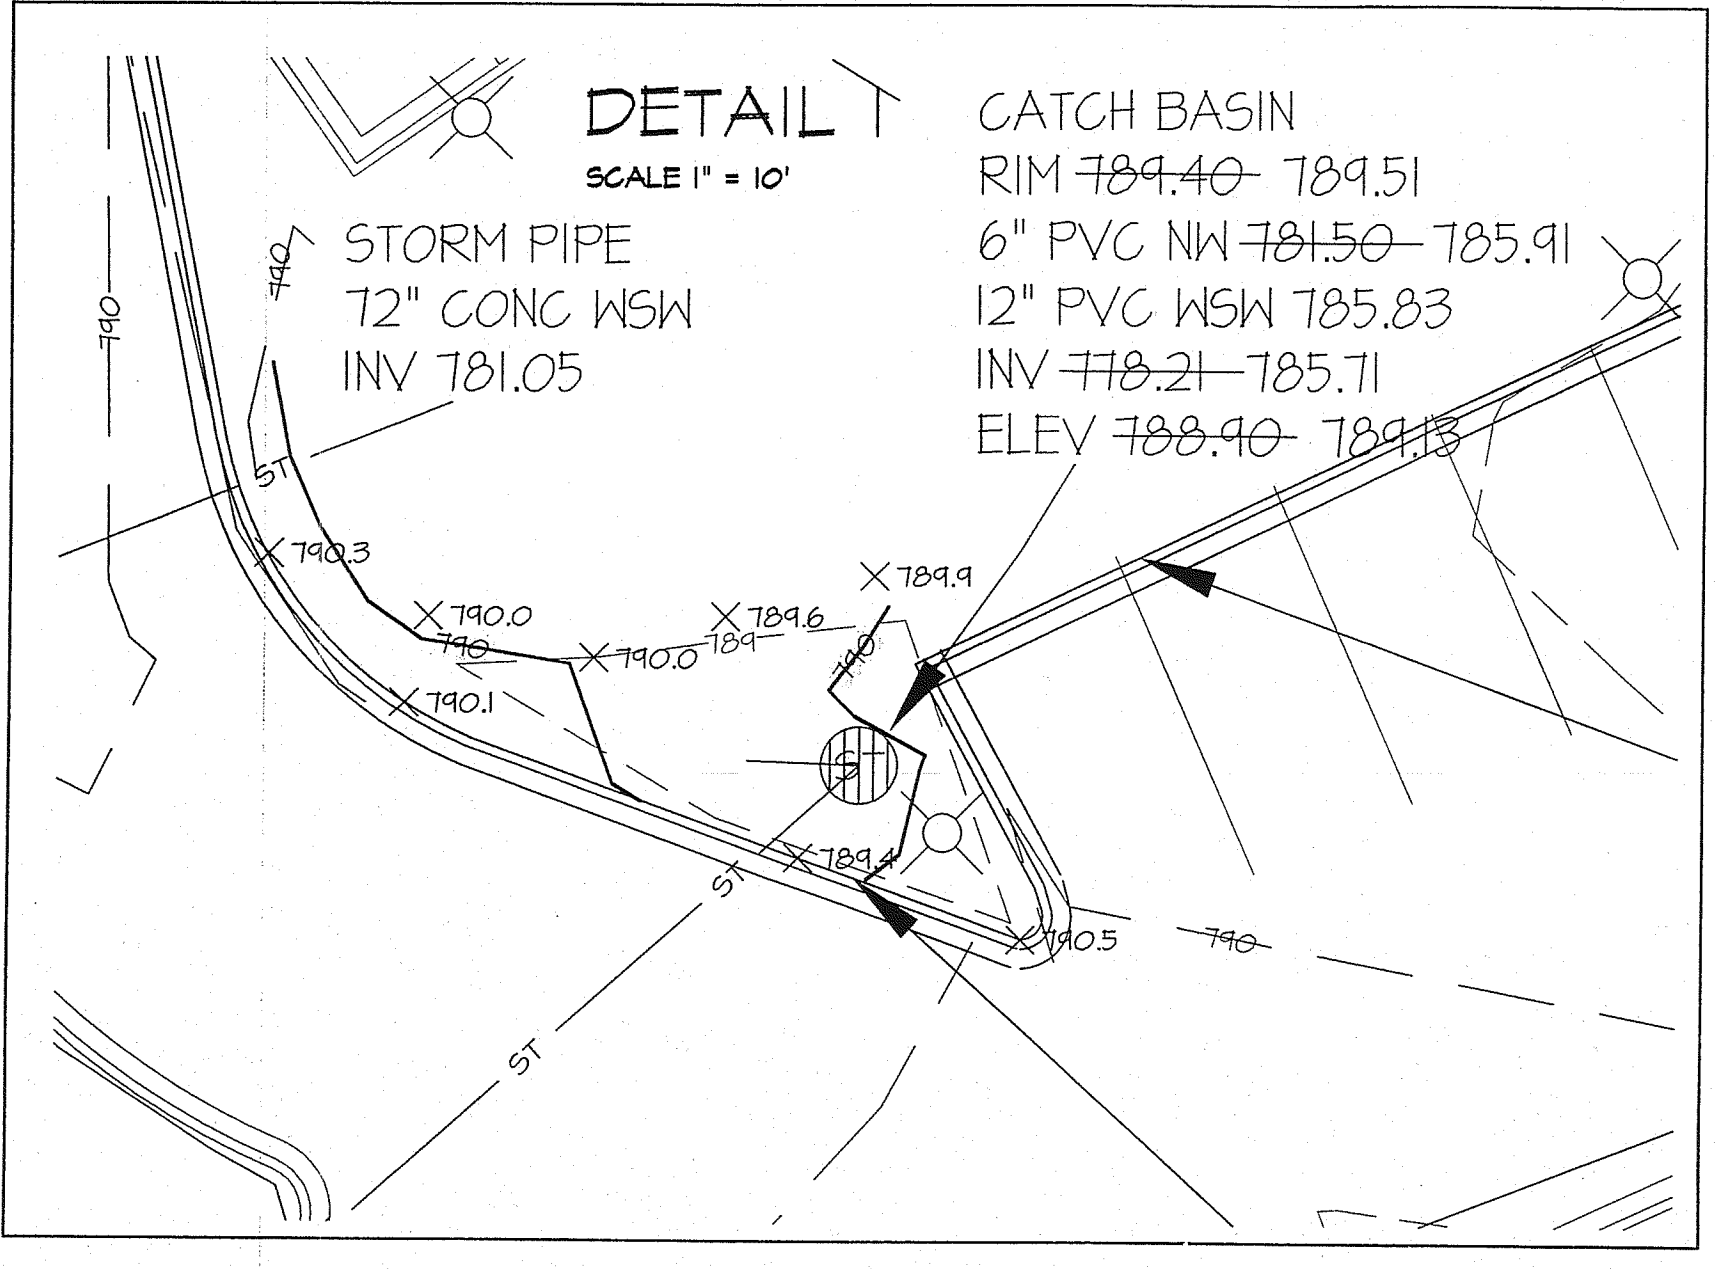 DETAIL 1
SCALE 1" = 10'
CATCH BASIN
RIM 789.40 789.51
6" PVC NW 781.50 785.91
12" PVC WSW 785.83
INV 778.21 785.71
ELEV 788.90 789.13
STORM PIPE
72" CONC WSW
INV 781.05
790
790
ST
790.3
790.0
790
790.0
789
789.6
789.9
790
790.1
ST
789.4
ST
790.5
790
ST